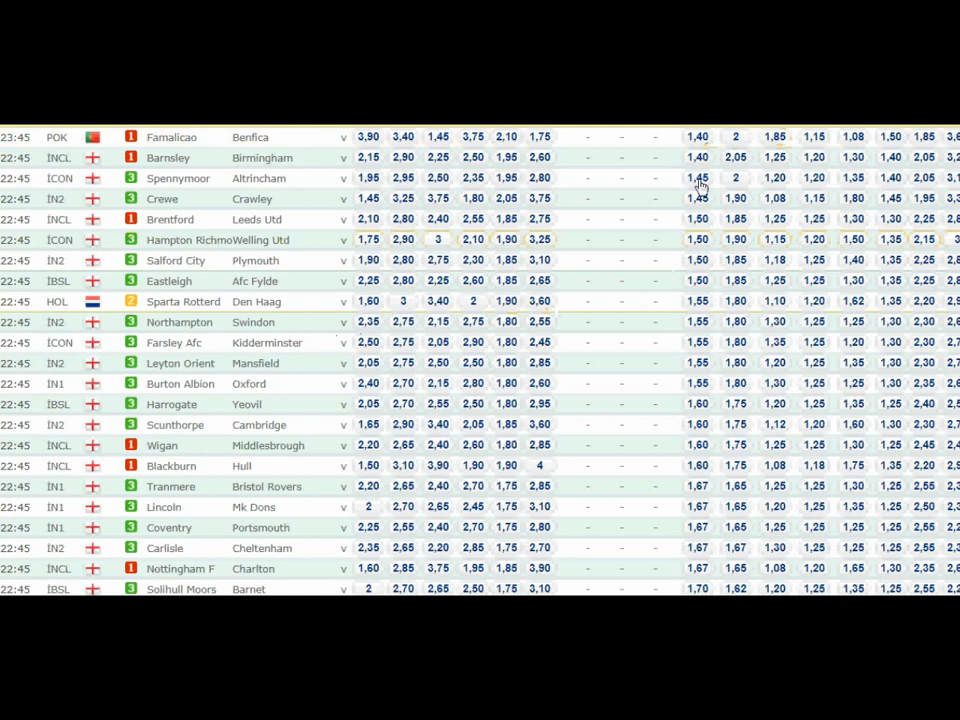 23:45 POK 1 Famalicao Benfica v 3,90 3,40 1,45 3,75 2,10 1,75 - - - 1,40 2 1,85 1,15 1,08 1,50 1,85
22:45 İNCL 1 Barnsley Birmingham v 2,15 2,90 2,25 2,50 1,95 2,60 - - - 1,40 2,05 1,25 1,20 1,30 1,40 2,05
22:45 İCON 3 Spennymoor Altrincham v 1,95 2,95 2,50 2,35 1,95 2,80 - - - 1,45 2 1,20 1,20 1,35 1,40 2,05
22:45 İN2 3 Crewe Crawley v 1,45 3,25 3,75 1,80 2,05 3,75 - - - 1,45 1,90 1,08 1,15 1,80 1,45 1,95
22:45 İNCL 1 Brentford Leeds Utd v 2,10 2,80 2,40 2,55 1,85 2,75 - - - 1,50 1,85 1,25 1,25 1,30 1,30 2,25
22:45 İCON 3 Hampton Richmo Welling Utd v 1,75 2,90 3 2,10 1,90 3,25 - - - 1,50 1,90 1,15 1,20 1,50 1,35 2,15
22:45 İN2 3 Salford City Plymouth v 1,90 2,80 2,75 2,30 1,85 3,10 - - - 1,50 1,85 1,18 1,25 1,40 1,35 2,25
22:45 İBSL 3 Eastleigh Afc Fylde v 2,25 2,80 2,25 2,60 1,85 2,65 - - - 1,50 1,85 1,25 1,25 1,30 1,30 2,25
22:45 HOL 2 Sparta Rotterd Den Haag v 1,60 3 3,40 2 1,90 3,60 - - - 1,55 1,80 1,10 1,20 1,62 1,35 2,20
22:45 İN2 3 Northampton Swindon v 2,35 2,75 2,15 2,75 1,80 2,55 - - - 1,55 1,80 1,30 1,25 1,25 1,30 2,30
22:45 İCON 3 Farsley Afc Kidderminster v 2,50 2,75 2,05 2,90 1,80 2,45 - - - 1,55 1,80 1,35 1,25 1,20 1,30 2,30
22:45 İN2 3 Leyton Orient Mansfield v 2,05 2,75 2,50 2,50 1,80 2,85 - - - 1,55 1,80 1,20 1,25 1,35 1,30 2,35
22:45 İN1 3 Burton Albion Oxford v 2,40 2,70 2,15 2,80 1,80 2,60 - - - 1,55 1,80 1,30 1,25 1,25 1,30 2,35
22:45 İBSL 3 Harrogate Yeovil v 2,05 2,70 2,55 2,50 1,80 2,95 - - - 1,60 1,75 1,20 1,25 1,35 1,25 2,40
22:45 İN2 3 Scunthorpe Cambridge v 1,65 2,90 3,40 2,05 1,85 3,60 - - - 1,60 1,75 1,12 1,20 1,60 1,30 2,30
22:45 İNCL 1 Wigan Middlesbrough v 2,20 2,65 2,40 2,60 1,80 2,85 - - - 1,60 1,75 1,25 1,25 1,30 1,25 2,45
22:45 İNCL 1 Blackburn Hull v 1,50 3,10 3,90 1,90 1,90 4 - - - 1,60 1,75 1,08 1,18 1,75 1,35 2,20
22:45 İN1 3 Tranmere Bristol Rovers v 2,20 2,65 2,40 2,70 1,75 2,85 - - - 1,67 1,65 1,25 1,25 1,30 1,25 2,55
22:45 İN1 3 Lincoln Mk Dons v 2 2,70 2,65 2,45 1,75 3,10 - - - 1,67 1,65 1,20 1,25 1,35 1,25 2,50
22:45 İN1 3 Coventry Portsmouth v 2,25 2,55 2,40 2,70 1,75 2,80 - - - 1,67 1,65 1,25 1,25 1,25 1,25 2,55
22:45 İN2 3 Carlisle Cheltenham v 2,35 2,65 2,20 2,85 1,75 2,70 - - - 1,67 1,67 1,30 1,25 1,25 1,25 2,55
22:45 İNCL 1 Nottingham F Charlton v 1,60 2,85 3,75 1,95 1,85 3,90 - - - 1,67 1,65 1,08 1,20 1,65 1,30 2,35
22:45 İBSL 3 Solihull Moors Barnet v 2 2,70 2,65 2,50 1,75 3,10 - - - 1,70 1,62 1,20 1,25 1,35 1,25 2,55